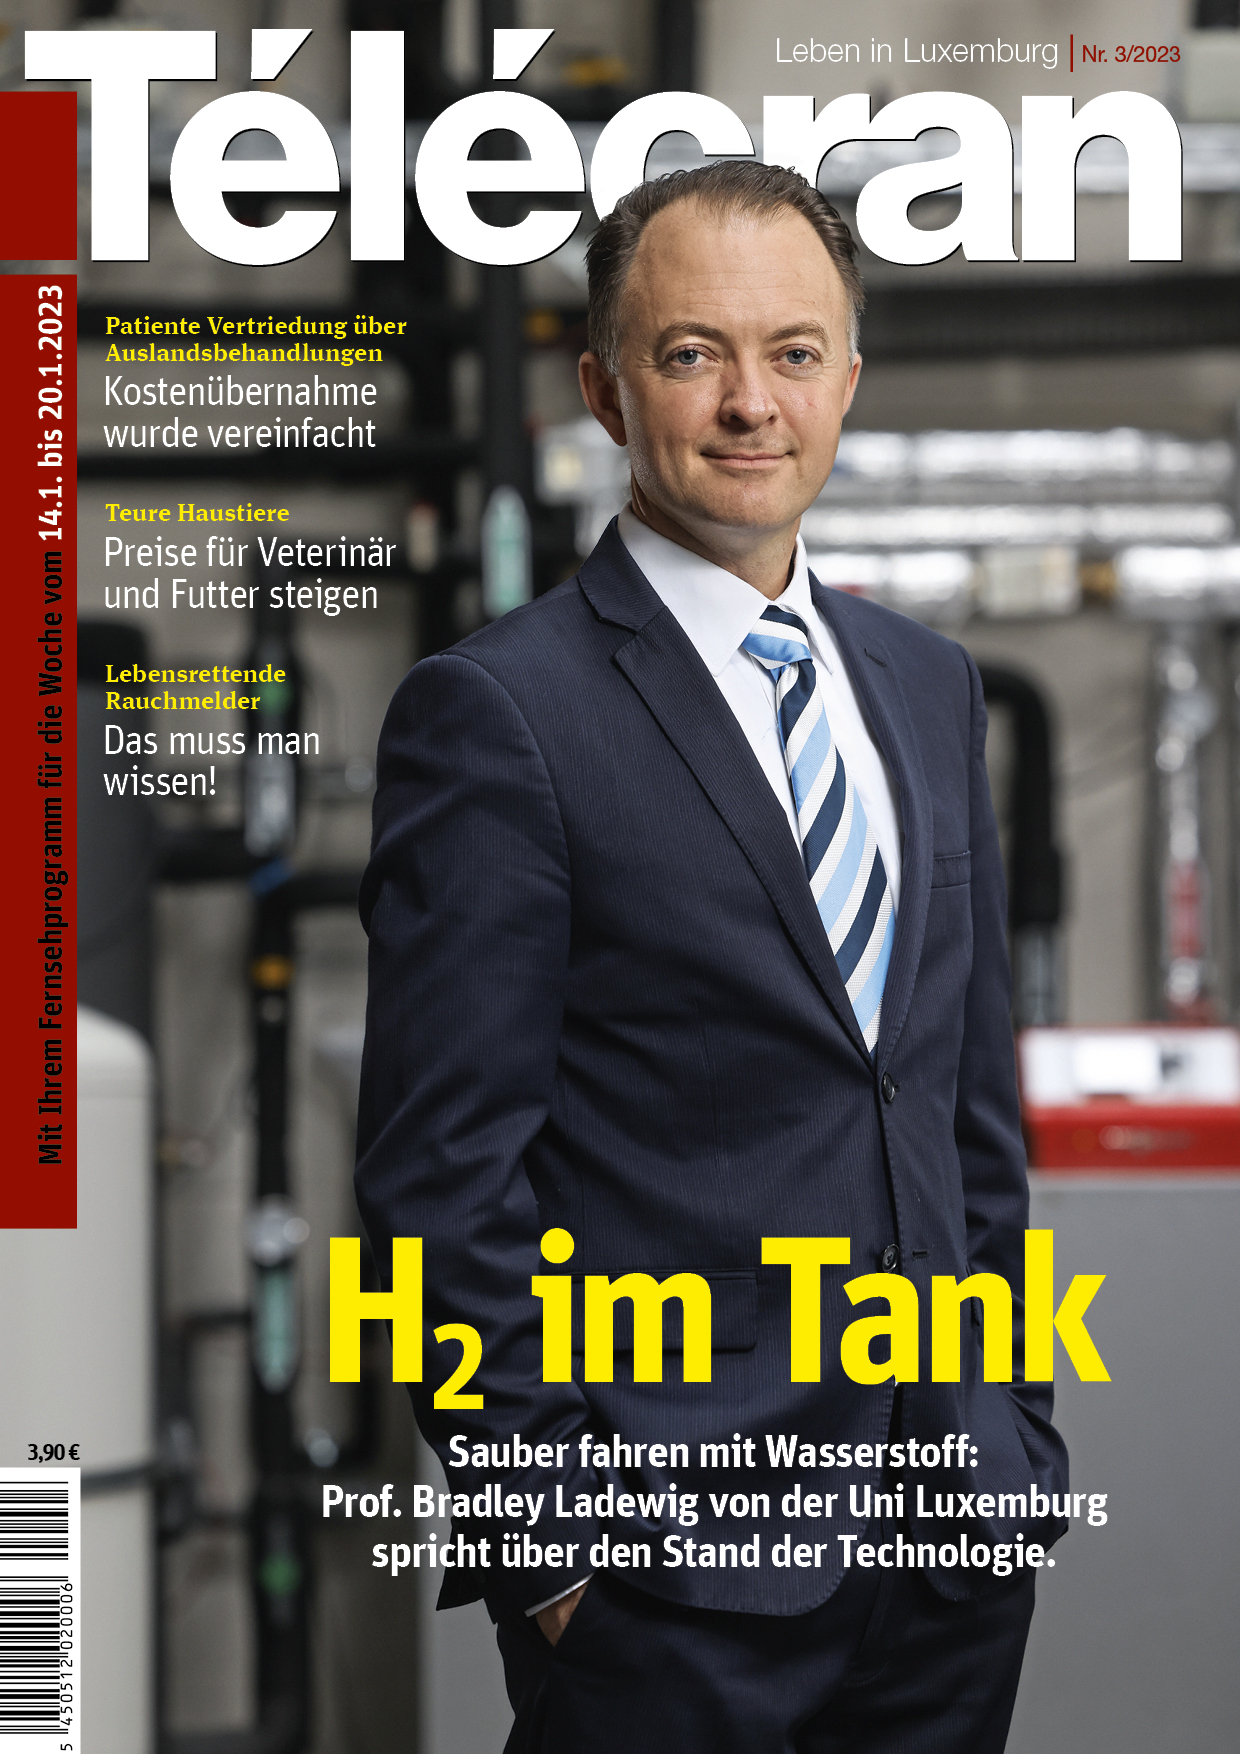 Leben in Luxemburg | Nr. 3/2023
Télécran
Mit Ihrem Fernsehprogramm für die Woche vom 14.1. bis 20.1.2023
Patiente Vertriedung über
Auslandsbehandlungen
Kostenübernahme
wurde vereinfacht
Teure Haustiere
Preise für Veterinär
und Futter steigen
Lebensrettende
Rauchmelder
Das muss man
wissen!
H₂ im Tank
Sauber fahren mit Wasserstoff:
Prof. Bradley Ladewig von der Uni Luxemburg
spricht über den Stand der Technologie.
3,90 €
5 450512 020006